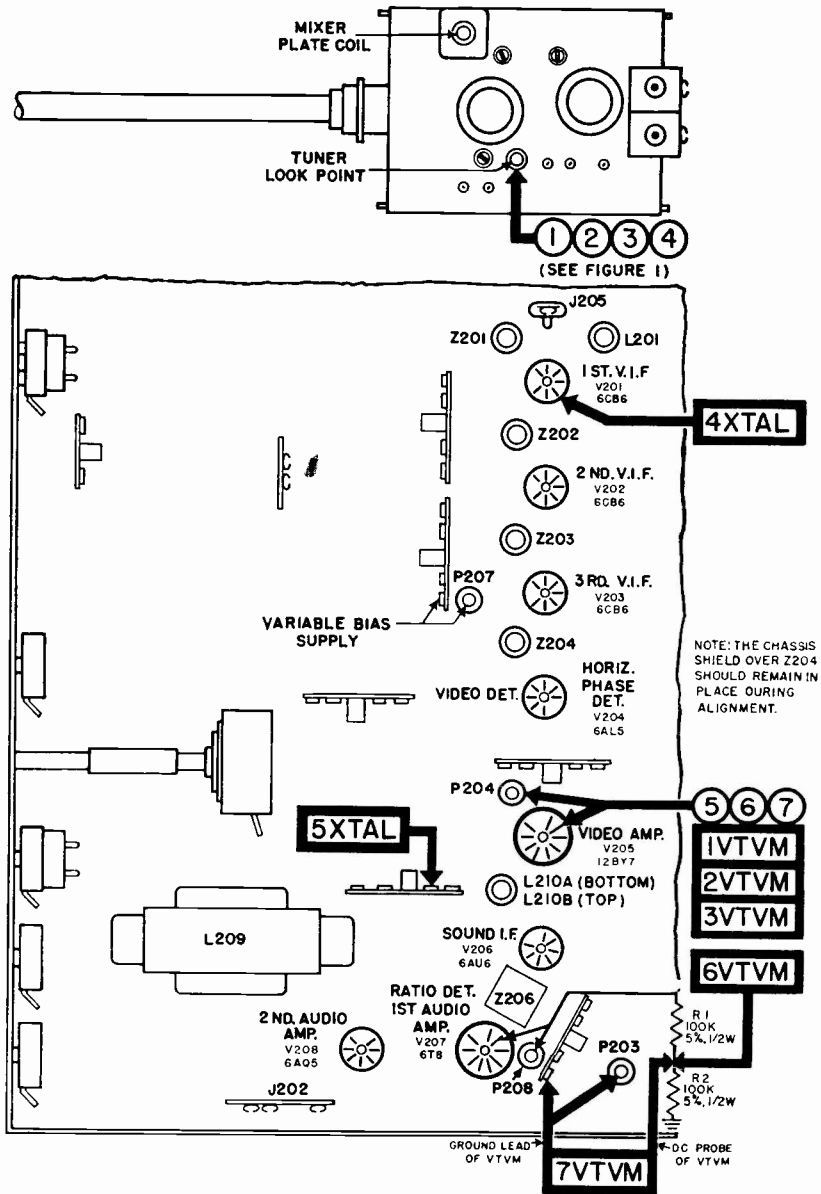 MIXER
PLATE COIL
TUNER
LOOK POINT
1 2 3 4
(SEE FIGURE 1)
J205
Z201
L201
1 ST. V.I.F
V201
6CB6
4XTAL
Z202
2 ND. V.I.F.
V202
6CB6
Z203
P207
3 RD. V.I.F.
V203
6CB6
VARIABLE BIAS
SUPPLY
Z204
NOTE: THE CHASSIS
SHIELD OVER Z204
SHOULD REMAIN IN
PLACE DURING
ALIGNMENT.
VIDEO DET.
HORIZ.
PHASE
DET.
V204
6AL5
P204
5 6 7
5XTAL
VIDEO AMP.
V205
12BY7
1VTVM
2VTVM
3VTVM
L210A (BOTTOM)
L210B (TOP)
L209
SOUND I.F.
V206
6AU6
6VTVM
Z206
RATIO DET.
1ST AUDIO
AMP.
V207
6T8
2 ND. AUDIO
AMP.
V208
6AQ5
P208
P203
R1
100K
5%, 1/2W
R2
100K
5%, 1/2W
J202
GROUND LEAD
OF VTVM
7VTVM
DC PROBE
OF VTVM